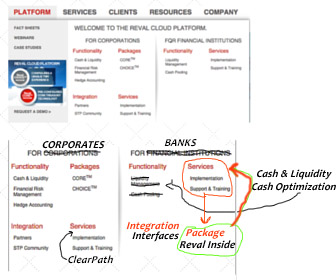 PLATFORM SERVICES CLIENTS RESOURCES COMPANY
FACT SHEETS
WEBINARS
CASE STUDIES
REVAL CLOUD PLATFORM
REQUEST A DEMO »
WELCOME TO THE REVAL CLOUD PLATFORM.
FOR CORPORATIONS
Functionality Packages
Cash & Liquidity CORE™
Financial Risk CHOICE™
Management
Hedge Accounting
Integration Services
Partners Implementation
STP Community Support & Training
FOR FINANCIAL INSTITUTIONS
Functionality Services
Liquidity Implementation
Management Support & Training
Cash Pooling
CORPORATES
FOR CORPORATIONS
Functionality Packages
Cash & Liquidity CORE™
Financial Risk CHOICE™
Management
Hedge Accounting
Integration Services
Partners Implementation
STP Community Support & Training
ClearPath
BANKS
FOR FINANCIAL INSTITUTIONS
Functionality Services
Liquidity Implementation
Management Support & Training
Cash Pooling
Cash & Liquidity
Cash Optimization
Integration Package
Interfaces Reval Inside